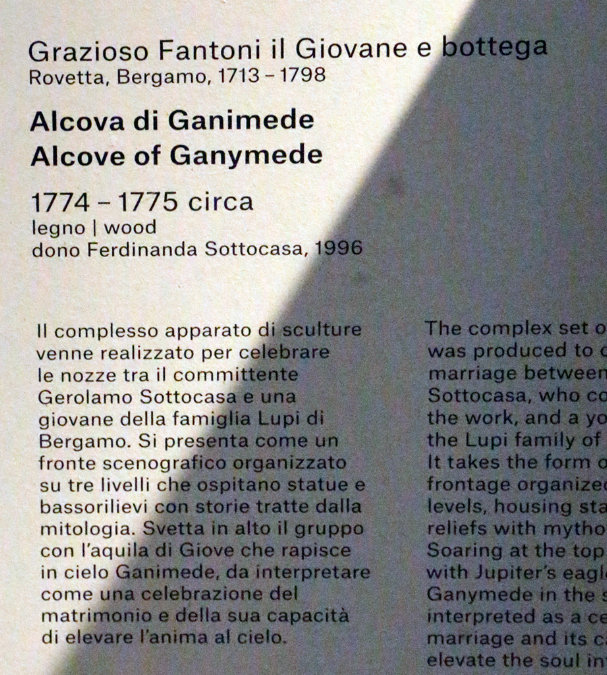 Grazioso Fantoni il Giovane e bottega
Rovetta, Bergamo, 1713 – 1798
Alcova di Ganimede
Alcove of Ganymede
1774 – 1775 circa
legno | wood
dono Ferdinanda Sottocasa, 1996
Il complesso apparato di sculture
venne realizzato per celebrare
le nozze tra il committente
Gerolamo Sottocasa e una
giovane della famiglia Lupi di
Bergamo. Si presenta come un
fronte scenografico organizzato
su tre livelli che ospitano statue e
bassorilievi con storie tratte dalla
mitologia. Svetta in alto il gruppo
con l'aquila di Giove che rapisce
in cielo Ganimede, da interpretare
come una celebrazione del
matrimonio e della sua capacità
di elevare l'anima al cielo.
The complex set
was produced to
marriage between
Sottocasa, who
the work, and a
the Lupi family of
It takes the form
frontage
levels, housing
reliefs with
Soaring at the top
with Jupiter's
Ganymede in the
interpreted as a
marriage and its
elevate the soul